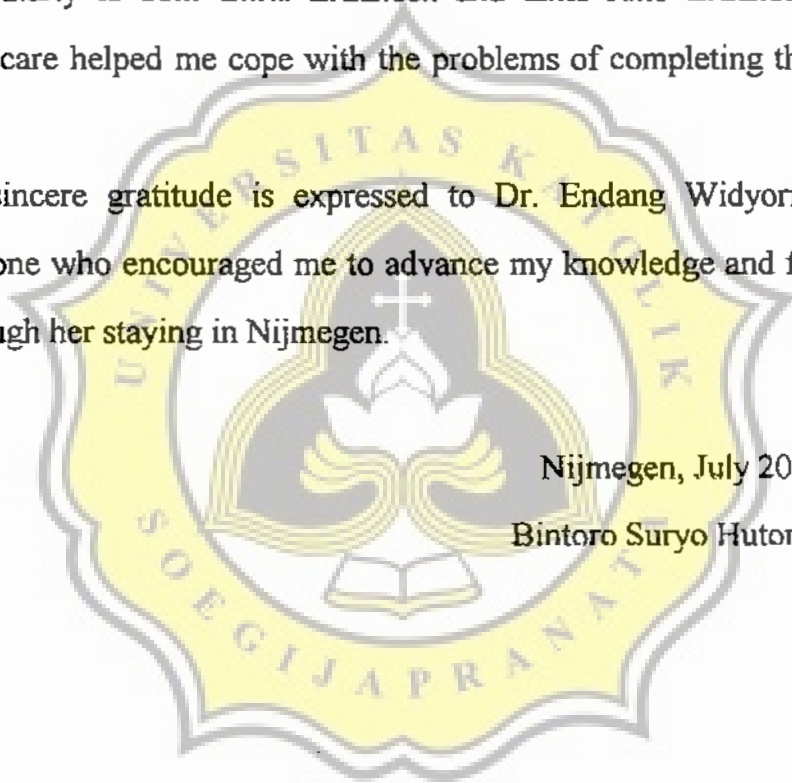 care helped me cope with the problems of completing th
sincere gratitude is expressed to Dr. Endang Widyor
one who encouraged me to advance my knowledge and f
ugh her staying in Nijmegen.
Nijmegen, July 20
Bintoro Suryo Hutor
UNIVERSITAS KATOLIK
SOEGIJAPRANATA